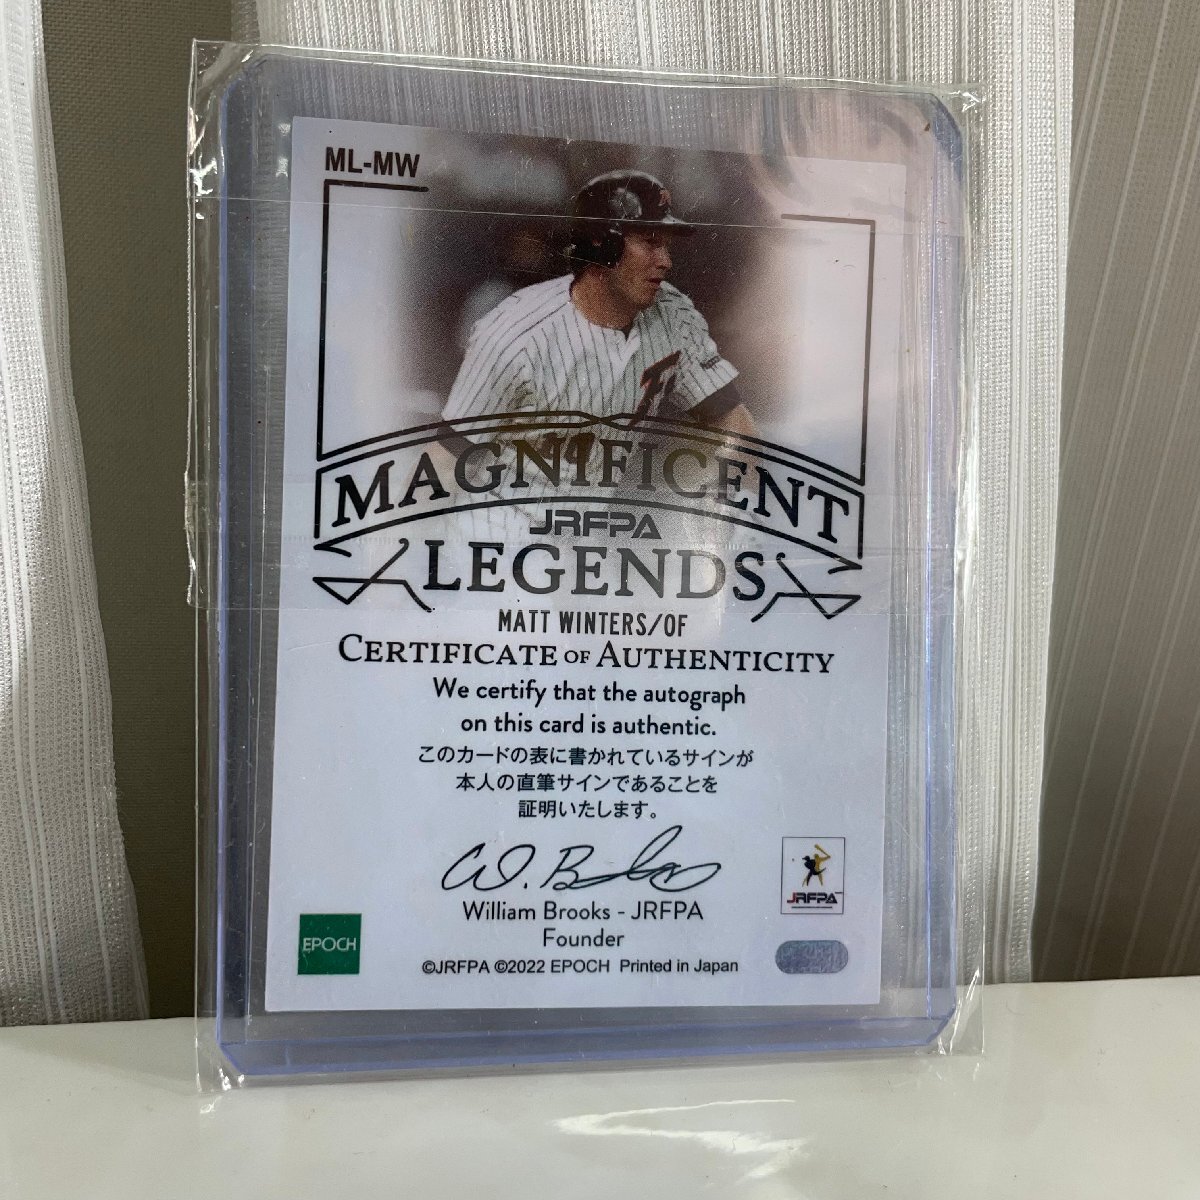 ML-MW
MAGNIFICENT
JRFPA
LEGENDS
MATT WINTERS/OF
CERTIFICATE OF AUTHENTICITY
We certify that the autograph
on this card is authentic.
このカードの表に書かれているサインが
本人の直筆サインであることを
証明いたします。
W. Brooks
William Brooks - JRFPA
Founder
JRFPA
EPOCH
©JRFPA ©2022 EPOCH Printed in Japan